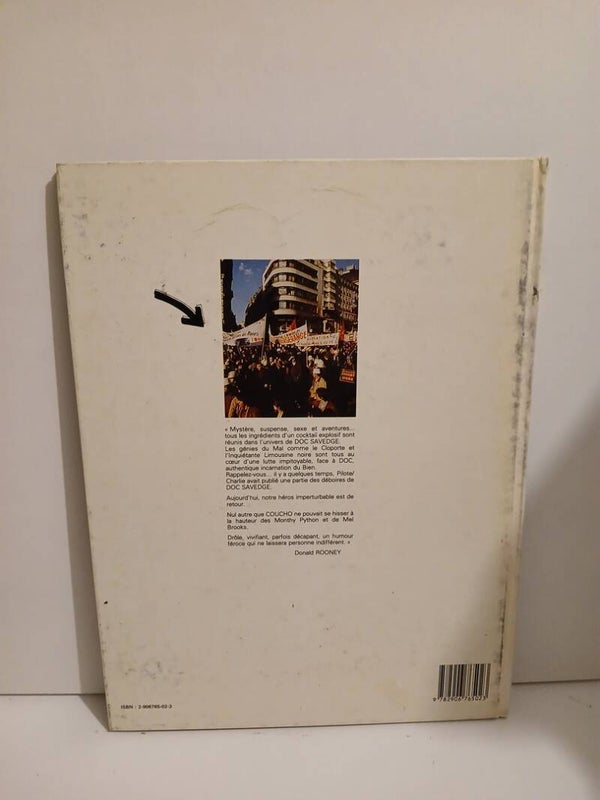 « Mystère, suspense, sexe et aventures...
tous les ingrédients d'un cocktail explosif sont
réunis dans l'univers de DOC SAVEDGE.
Les génies du Mal comme le Cloporte et
l'Inquiétante Limousine noire sont tous au
cœur d'une lutte impitoyable, face à DOC,
authentique incarnation du Bien.
Rappelez-vous... il y a quelques temps, Pilote/
Charlie avait publié une partie des déboires de
DOC SAVEDGE.
Aujourd'hui, notre héros imperturbable est de
retour.
Nul autre que COUCHO ne pouvait se hisser à
la hauteur des Monthy Python et de Mel
Brooks.
Drôle, vivifiant, parfois décapant, un humour
féroce qui ne laissera personne indifférent. »
Donald ROONEY
ISBN : 2-906765-02-3
9 782906 765023